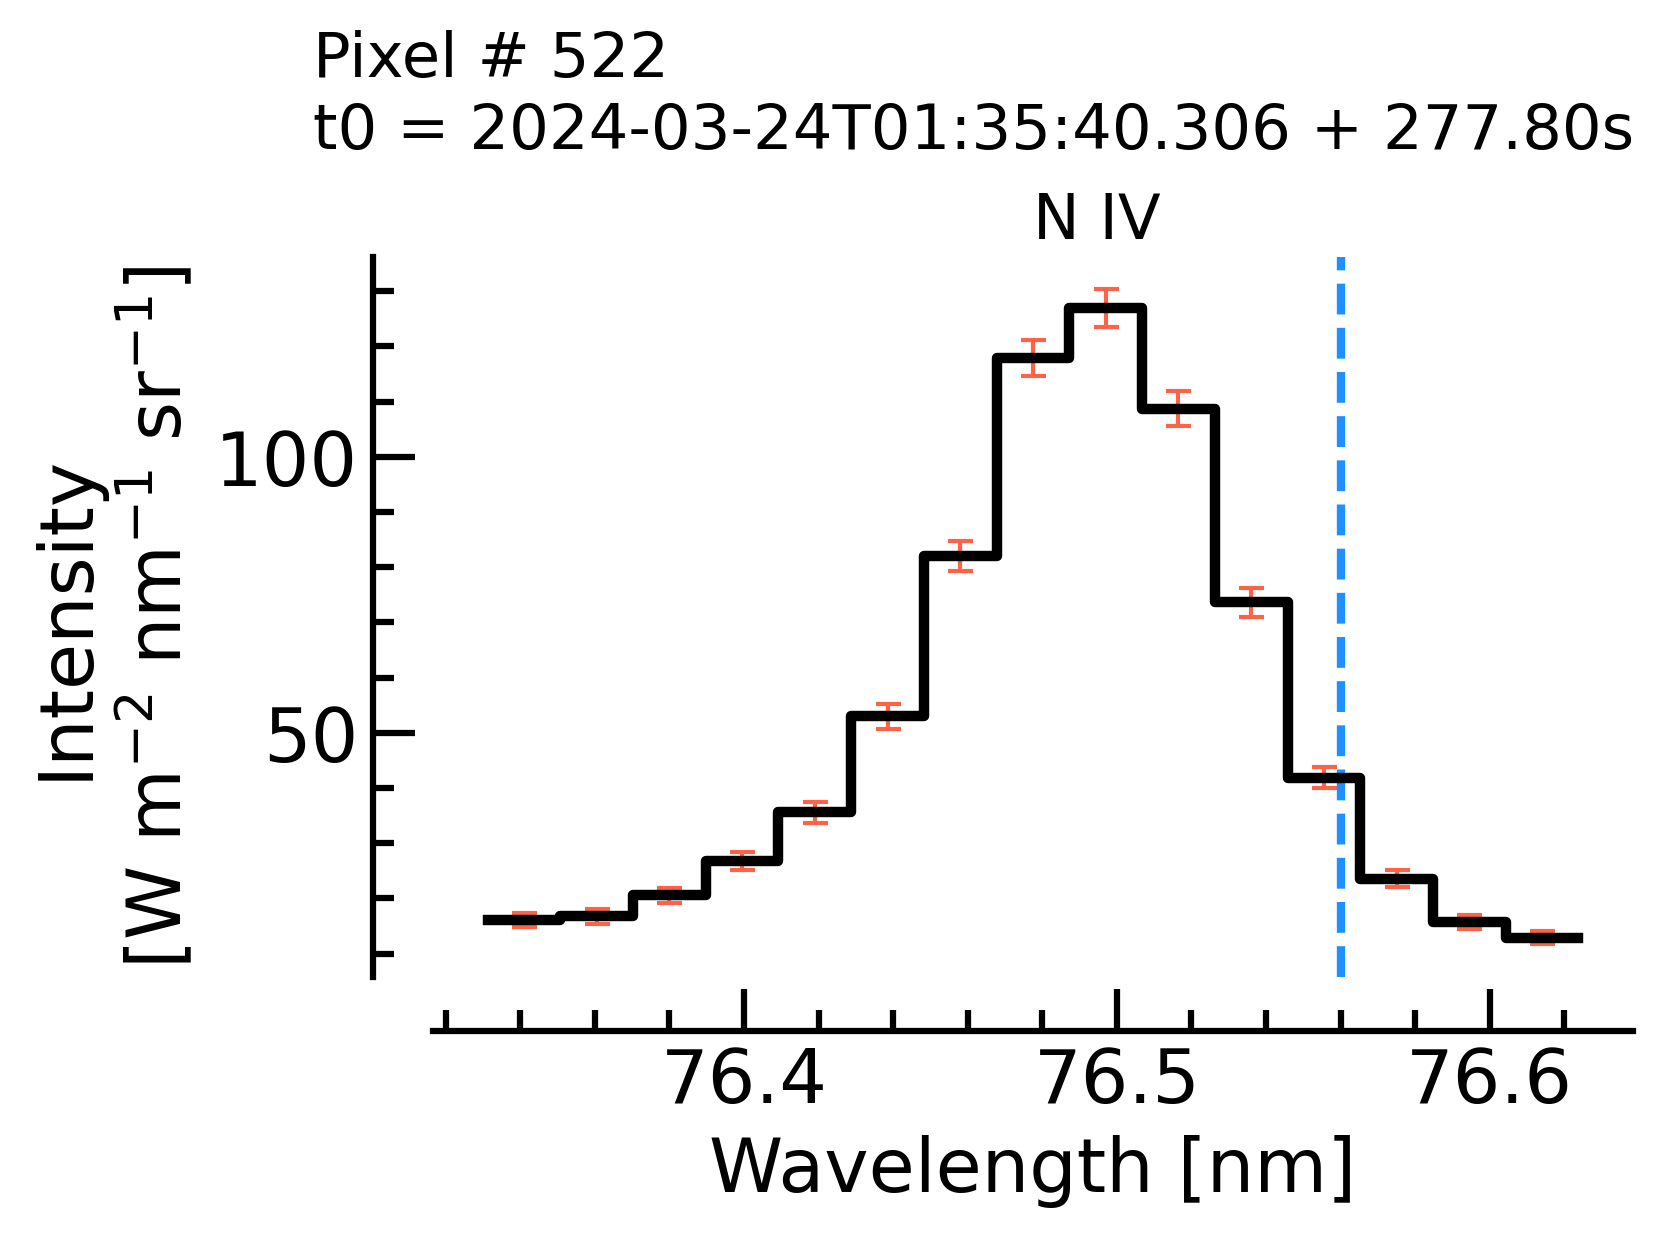 Pixel # 522
t0 = 2024-03-24T01:35:40.306 + 277.80s
N IV
Intensity
[W m⁻² nm⁻¹ sr⁻¹]
100
50
76.4 76.5 76.6
Wavelength [nm]